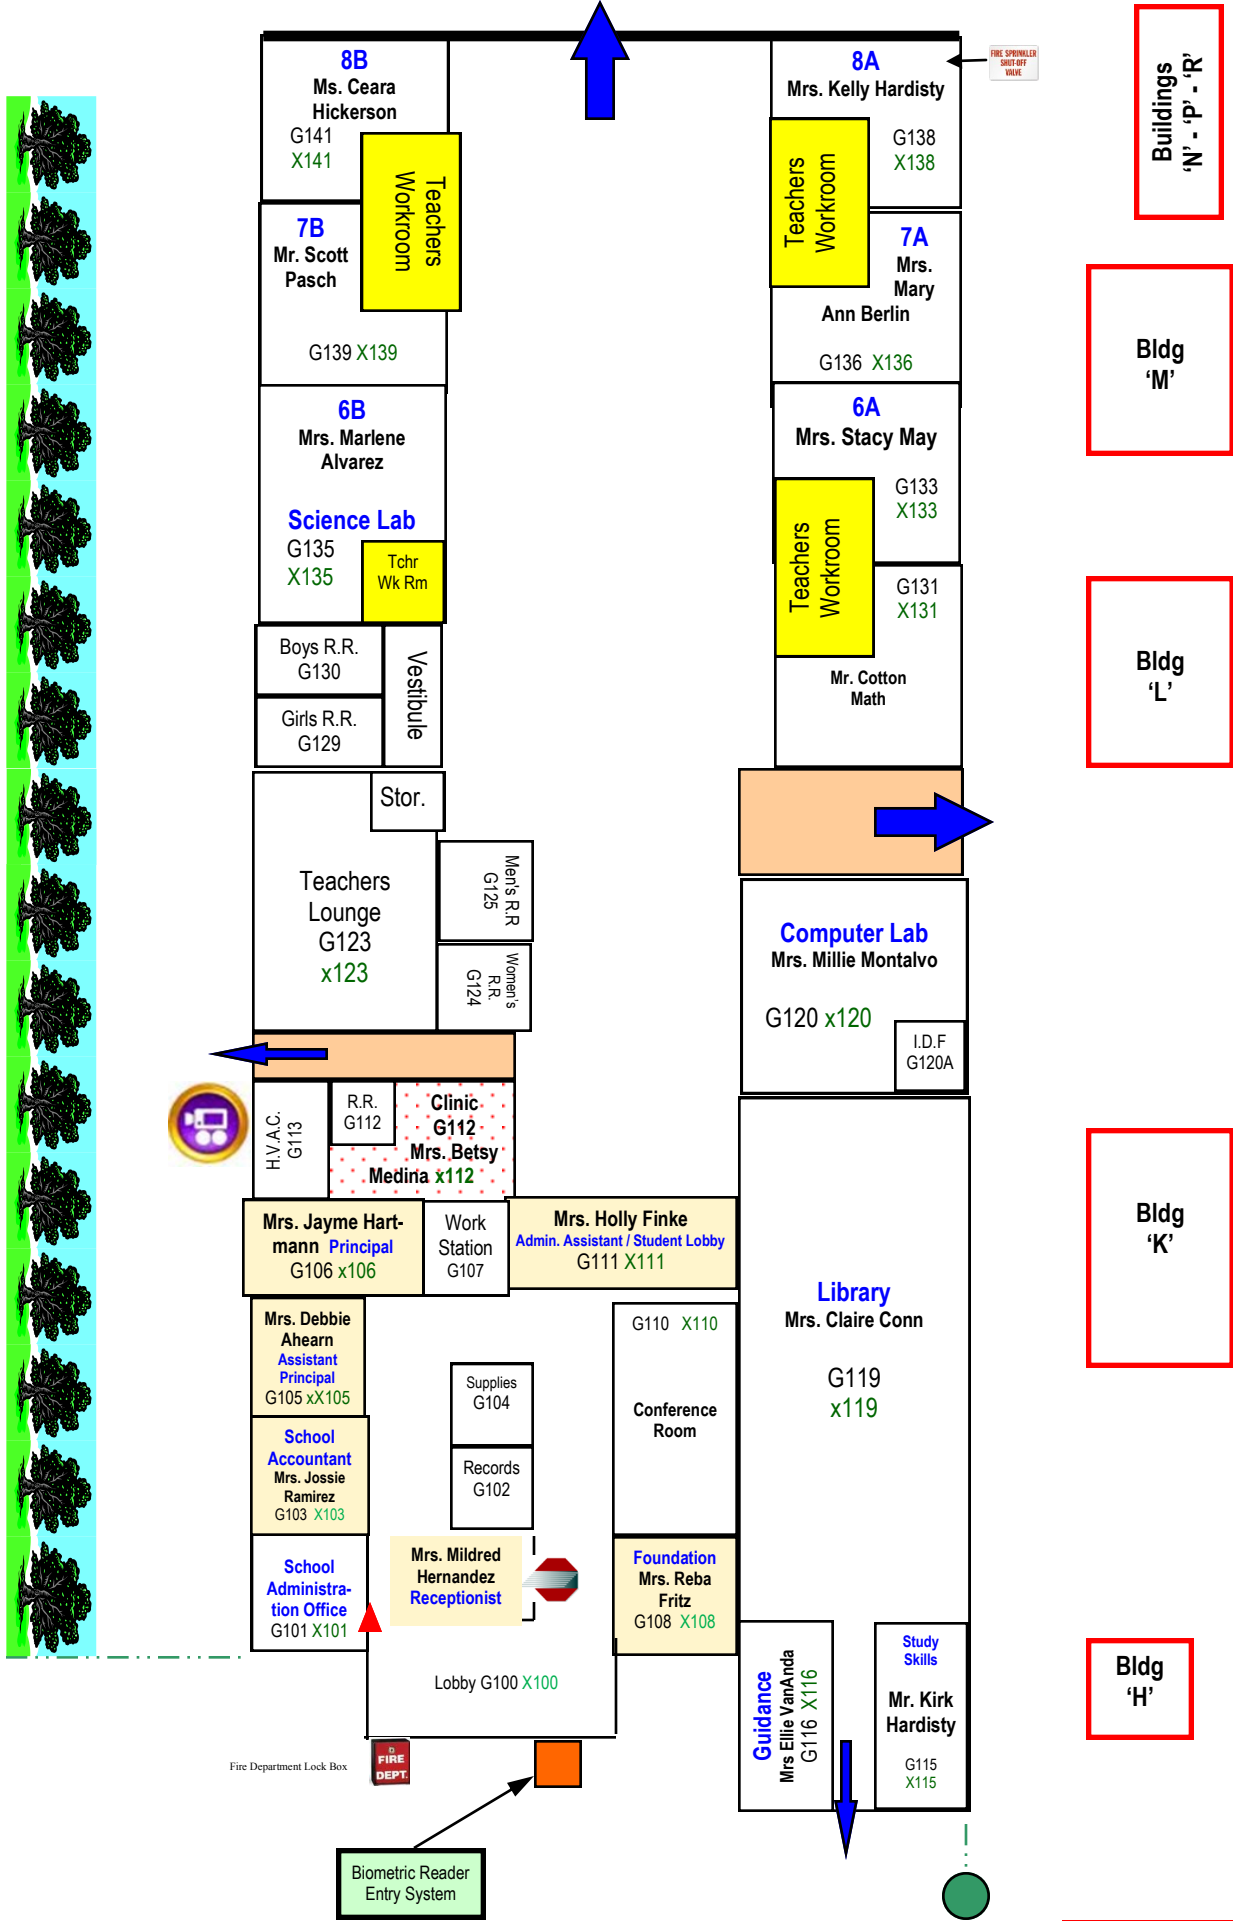 8B
Ms. Ceara
Hickerson
G141
X141
Teachers
Workroom
7B
Mr. Scott
Pasch
G139 X139
6B
Mrs. Marlene
Alvarez
Science Lab
G135
X135
Tchr
Wk Rm
Boys R.R.
G130
Girls R.R.
G129
Vestibule
Stor.
Teachers
Lounge
G123
x123
Men's R.R
G125
Women's
R.R.
G124
H.V.A.C.
G113
R.R.
G112
Clinic
G112
Mrs. Betsy
Medina x112
Mrs. Jayme Hart-
mann Principal
G106 x106
Work
Station
G107
Mrs. Holly Finke
Admin. Assistant / Student Lobby
G111 X111
Mrs. Debbie
Ahearn
Assistant
Principal
G105 xX105
School
Accountant
Mrs. Jossie
Ramirez
G103 X103
School
Administra-
tion Office
G101 X101
Supplies
G104
Records
G102
Mrs. Mildred
Hernandez
Receptionist
G110 X110
Conference
Room
Foundation
Mrs. Reba
Fritz
G108 X108
Lobby G100 X100
Fire Department Lock Box
FIRE
DEPT.
Biometric Reader
Entry System
8A
Mrs. Kelly Hardisty
G138
X138
FIRE SPRINKLER
SHUT-OFF
VALVE
Teachers
Workroom
7A
Mrs.
Mary
Ann Berlin
G136 X136
6A
Mrs. Stacy May
G133
X133
Teachers
Workroom
G131
X131
Mr. Cotton
Math
Computer Lab
Mrs. Millie Montalvo
G120 x120
I.D.F
G120A
Library
Mrs. Claire Conn
G119
x119
Guidance
Mrs Ellie VanAnda
G116 X116
Study
Skills
Mr. Kirk
Hardisty
G115
X115
Buildings
'N' - 'P' - 'R'
Bldg
‘M’
Bldg
‘L’
Bldg
‘K’
Bldg
‘H’